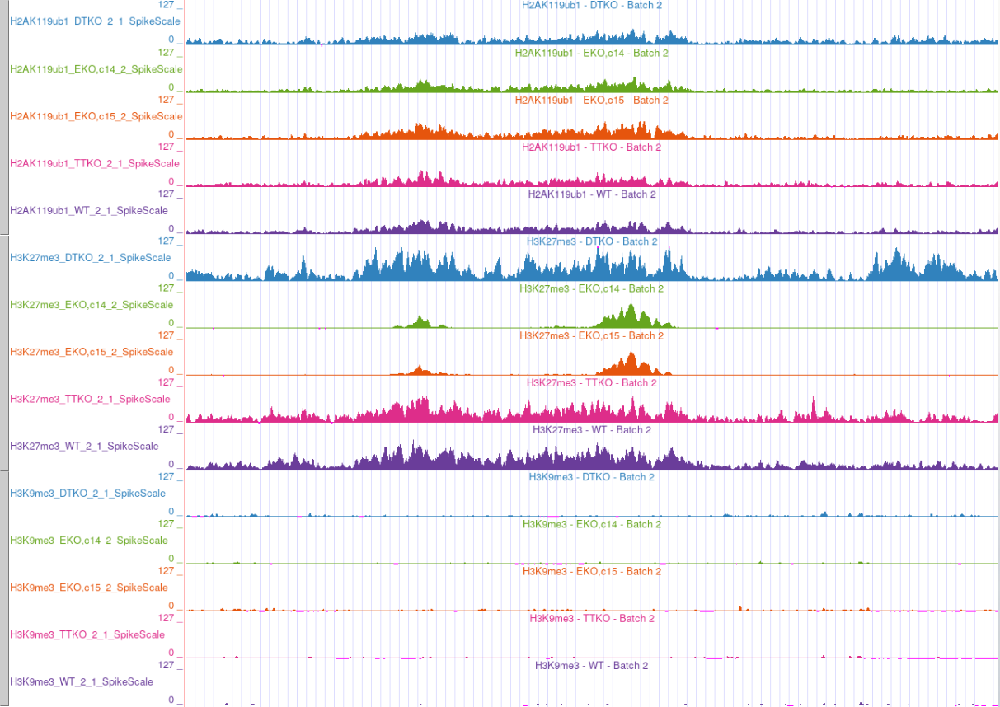 127 _ H2AK119ub1 - DTKO - Batch 2
H2AK119ub1_DTKO_2_1_SpikeScale
0 _
127 _ H2AK119ub1 - EKO,c14 - Batch 2
H2AK119ub1_EKO,c14_2_SpikeScale
0 _
127 _ H2AK119ub1 - EKO,c15 - Batch 2
H2AK119ub1_EKO,c15_2_SpikeScale
0 _
127 _ H2AK119ub1 - TTKO - Batch 2
H2AK119ub1_TTKO_2_1_SpikeScale
0 _
127 _ H2AK119ub1 - WT - Batch 2
H2AK119ub1_WT_2_1_SpikeScale
0 _
127 _ H3K27me3 - DTKO - Batch 2
H3K27me3_DTKO_2_1_SpikeScale
0 _
127 _ H3K27me3 - EKO,c14 - Batch 2
H3K27me3_EKO,c14_2_SpikeScale
0 _
127 _ H3K27me3 - EKO,c15 - Batch 2
H3K27me3_EKO,c15_2_SpikeScale
0 _
127 _ H3K27me3 - TTKO - Batch 2
H3K27me3_TTKO_2_1_SpikeScale
0 _
127 _ H3K27me3 - WT - Batch 2
H3K27me3_WT_2_1_SpikeScale
0 _
127 _ H3K9me3 - DTKO - Batch 2
H3K9me3_DTKO_2_1_SpikeScale
0 _
127 _ H3K9me3 - EKO,c14 - Batch 2
H3K9me3_EKO,c14_2_SpikeScale
0 _
127 _ H3K9me3 - EKO,c15 - Batch 2
H3K9me3_EKO,c15_2_SpikeScale
0 _
127 _ H3K9me3 - TTKO - Batch 2
H3K9me3_TTKO_2_1_SpikeScale
0 _
127 _ H3K9me3 - WT - Batch 2
H3K9me3_WT_2_1_SpikeScale
0 _